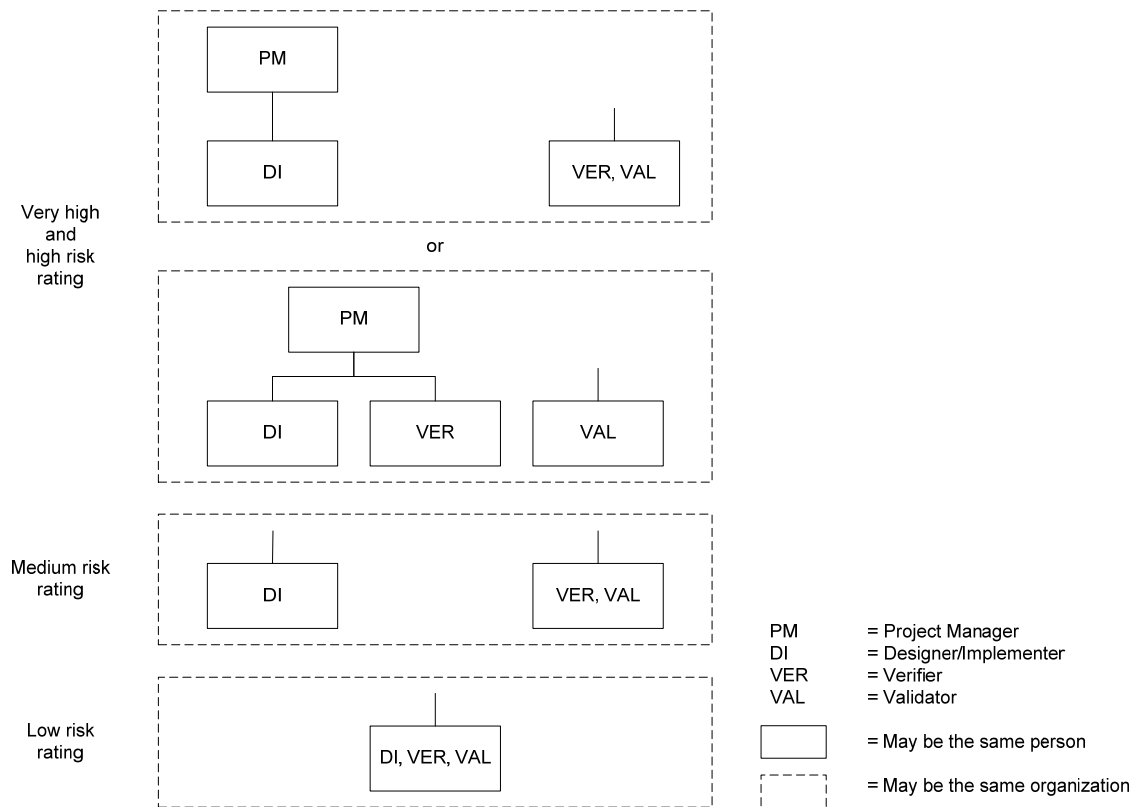 PM
DI
VER, VAL
Very high
and
high risk
rating
or
PM
DI
VER
VAL
Medium risk
rating
DI
VER, VAL
Low risk
rating
DI, VER, VAL
PM = Project Manager
DI = Designer/Implementer
VER = Verifier
VAL = Validator
= May be the same person
= May be the same organization